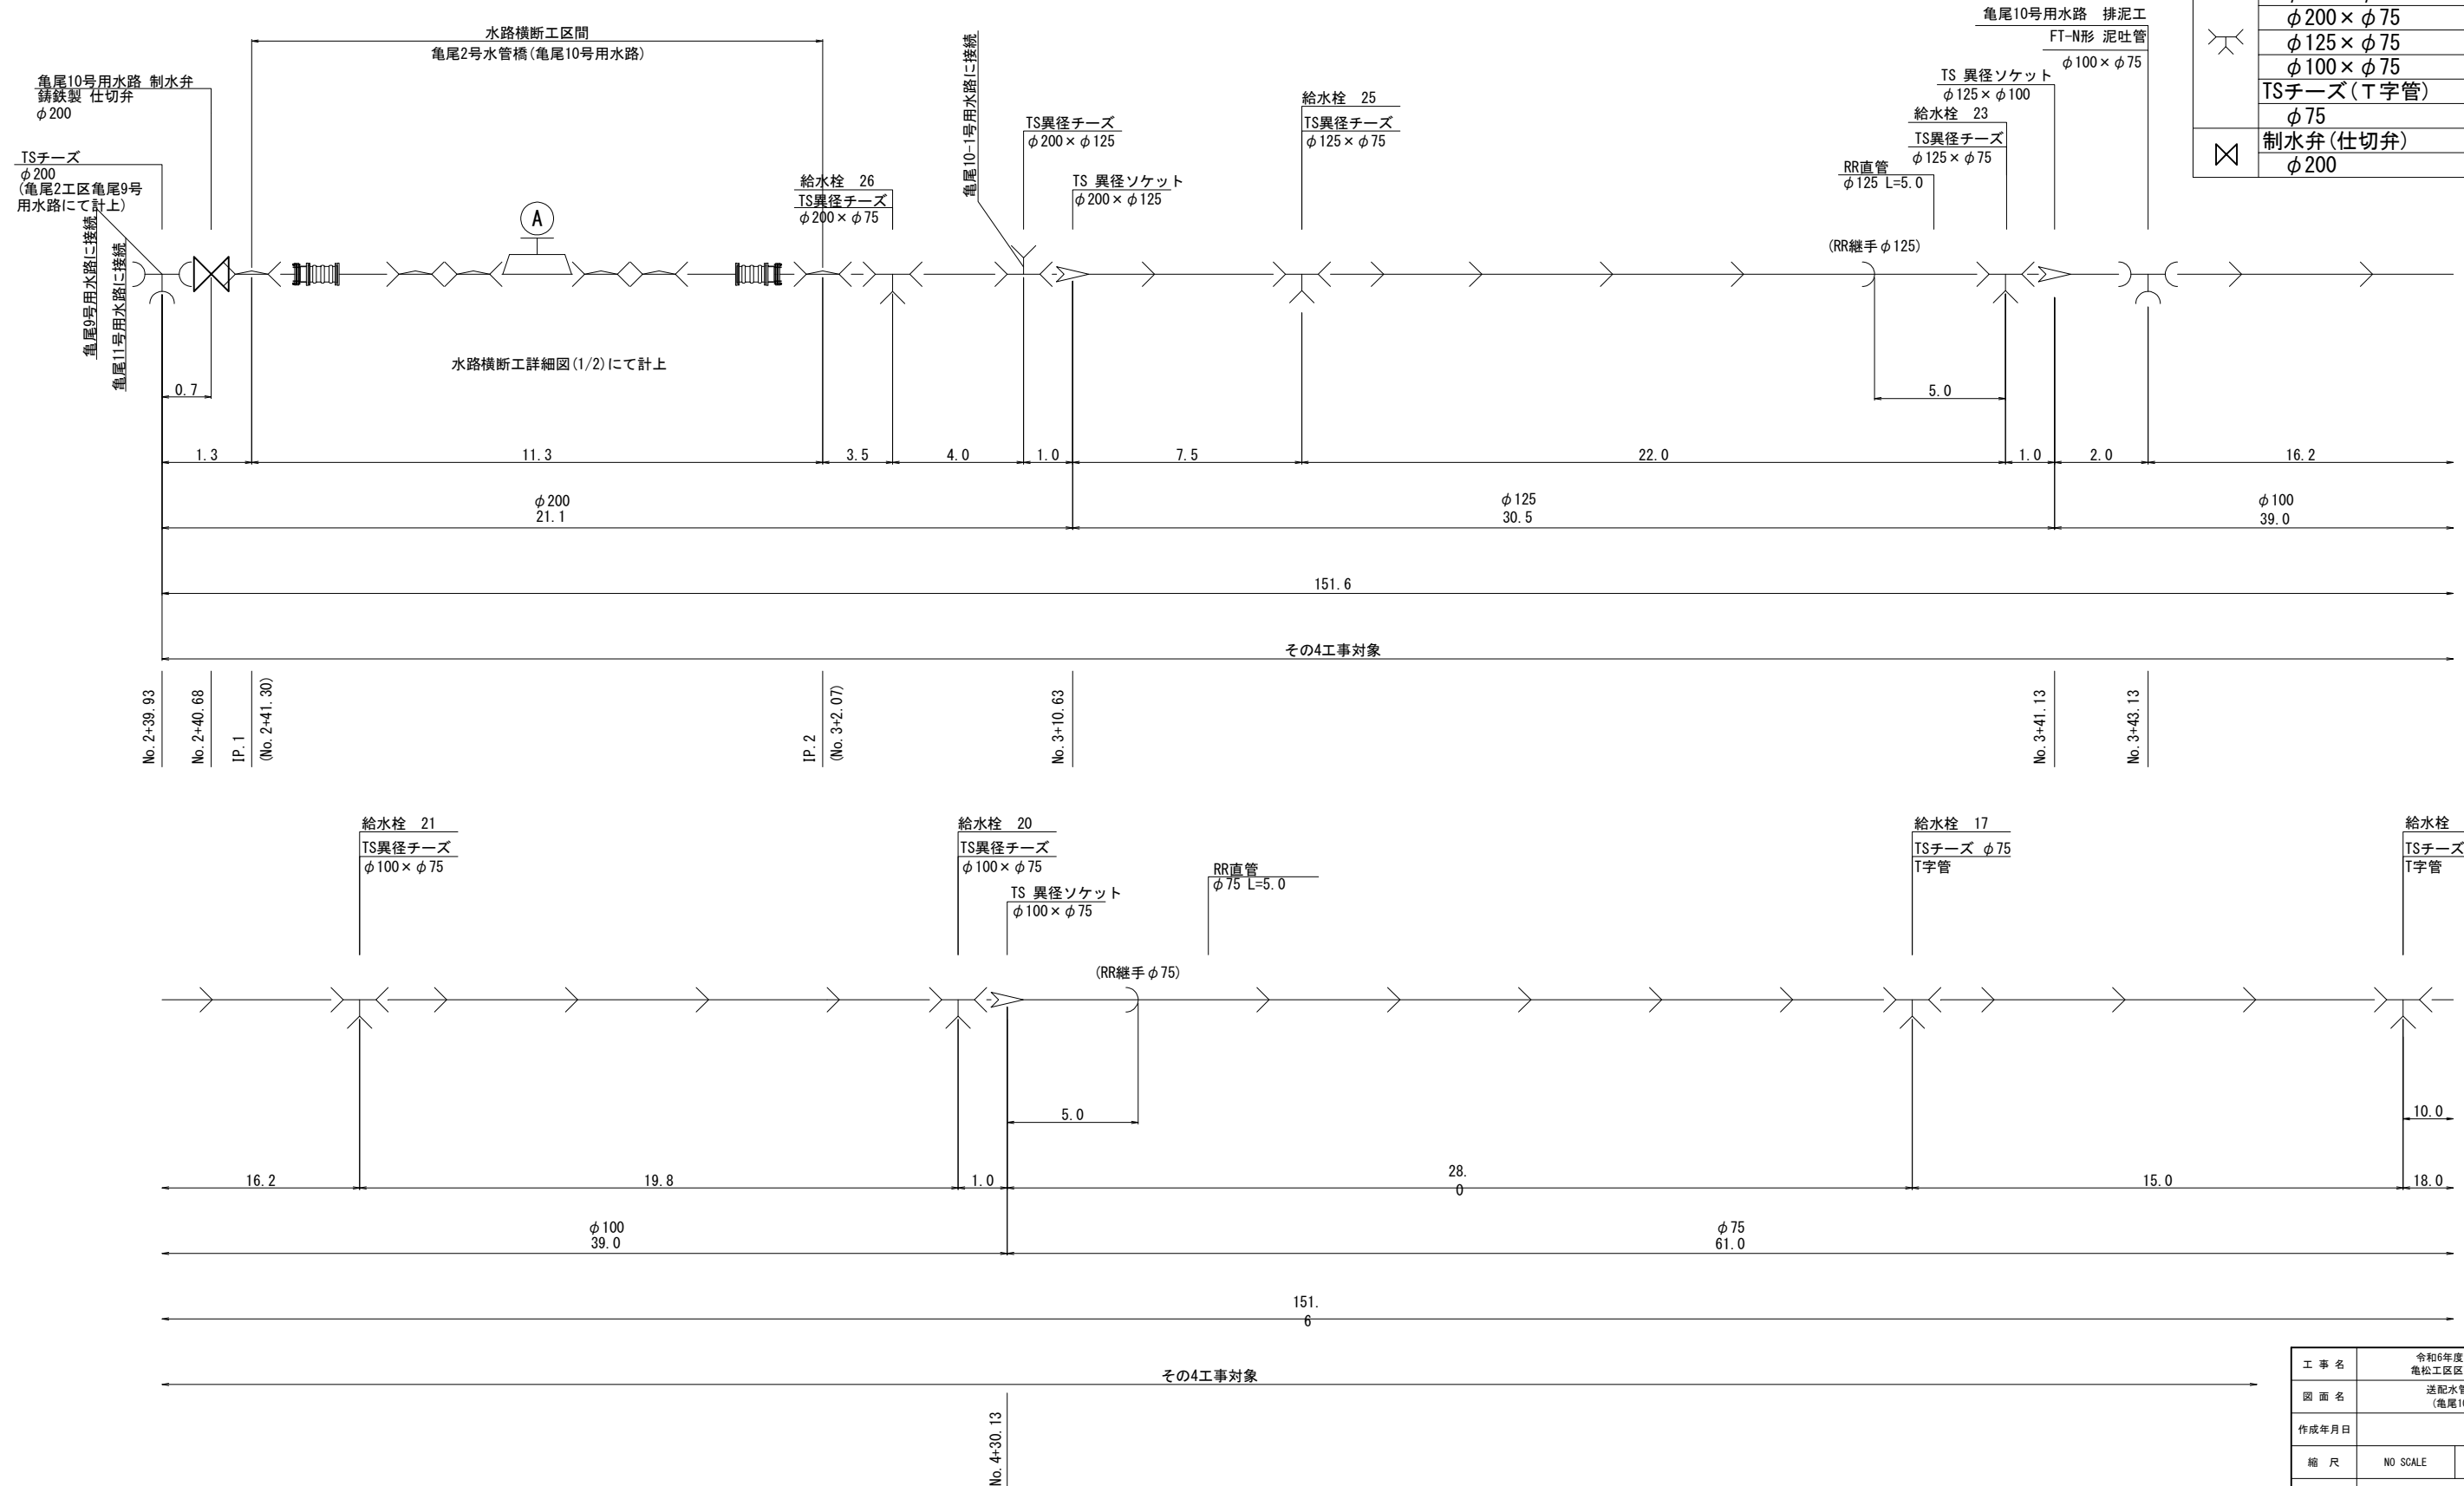 水路横断工区間
亀尾2号水管橋(亀尾10号用水路)
亀尾10号用水路 制水弁
鋳鉄製 仕切弁
φ200
TSチーズ
φ200
(亀尾2工区亀尾9号
用水路にて計上)
亀尾9号用水路に接続
亀尾11号用水路に接続
A
給水栓 26
TS異径チーズ
φ200×φ75
亀尾10-1号用水路に接続
TS異径チーズ
φ200×φ125
TS 異径ソケット
φ200×φ125
給水栓 25
TS異径チーズ
φ125×φ75
(RR継手φ125)
RR直管
φ125 L=5.0
給水栓 23
TS異径チーズ
φ125×φ75
TS 異径ソケット
φ125×φ100
亀尾10号用水路 排泥工
FT-N形 泥吐管
φ100×φ75
φ200×φ75
φ125×φ75
φ100×φ75
TSチーズ(T字管)
φ75
制水弁(仕切弁)
φ200
水路横断工詳細図(1/2)にて計上
0.7
5.0
1.3
11.3
3.5
4.0
1.0
7.5
22.0
1.0
2.0
16.2
φ200
21.1
φ125
30.5
φ100
39.0
151.6
その4工事対象
No.2+39.93
No.2+40.68
IP.1
(No.2+41.30)
IP.2
(No.3+2.07)
No.3+10.63
No.3+41.13
No.3+43.13
給水栓 21
TS異径チーズ
φ100×φ75
給水栓 20
TS異径チーズ
φ100×φ75
TS 異径ソケット
φ100×φ75
(RR継手φ75)
RR直管
φ75 L=5.0
給水栓 17
TSチーズ φ75
T字管
給水栓
TSチーズ
T字管
5.0
10.0
16.2
19.8
1.0
28.
0
15.0
18.0
φ100
39.0
φ75
61.0
151.
6
その4工事対象
No.4+30.13
工 事 名
令和6年度
亀松工区区
図 面 名
送配水管
(亀尾10
作成年月日
縮 尺
NO SCALE